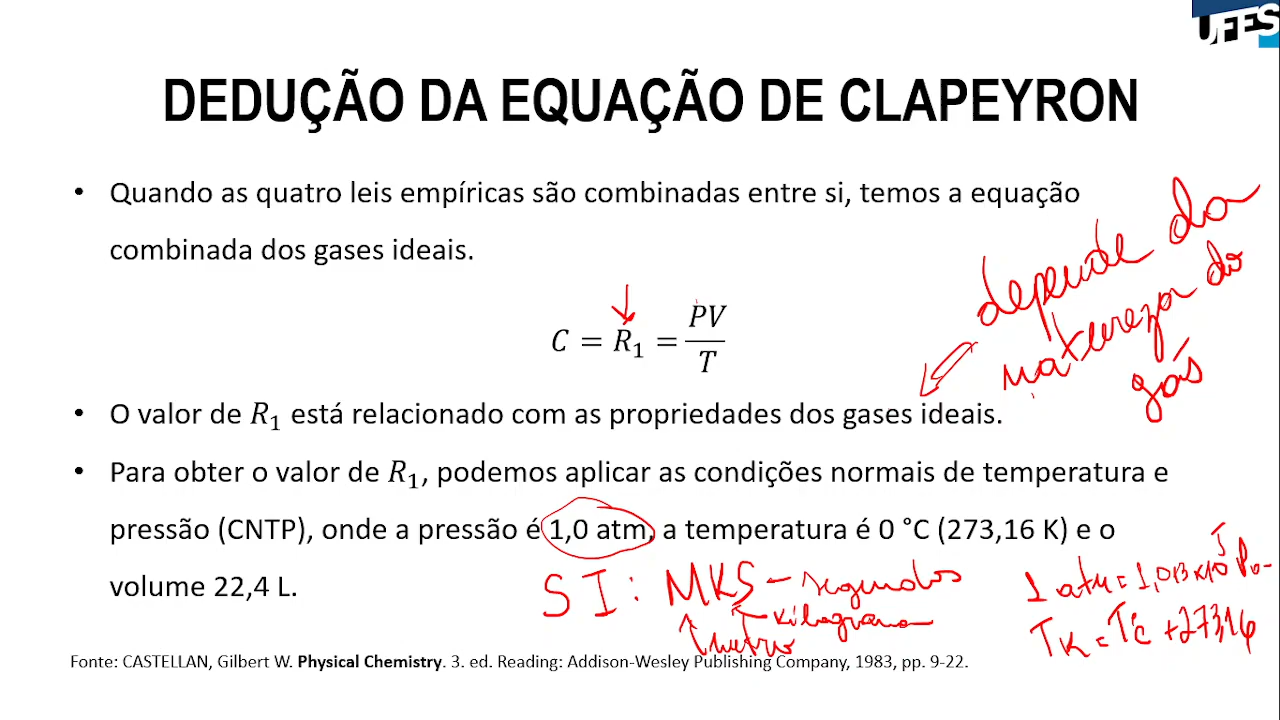 UFES
DEDUÇÃO DA EQUAÇÃO DE CLAPEYRON
• Quando as quatro leis empíricas são combinadas entre si, temos a equação
combinada dos gases ideais.
depende da
natureza do
gás
C = R₁ = PV/T
• O valor de R₁ está relacionado com as propriedades dos gases ideais.
• Para obter o valor de R₁, podemos aplicar as condições normais de temperatura e
pressão (CNTP), onde a pressão é 1,0 atm, a temperatura é 0 °C (273,16 K) e o
volume 22,4 L.
SI: MKS - segundos
kilograma
metro
1 atm = 1,013 x 10⁵ Pa
TK = T°C + 273,16
Fonte: CASTELLAN, Gilbert W. Physical Chemistry. 3. ed. Reading: Addison-Wesley Publishing Company, 1983, pp. 9-22.